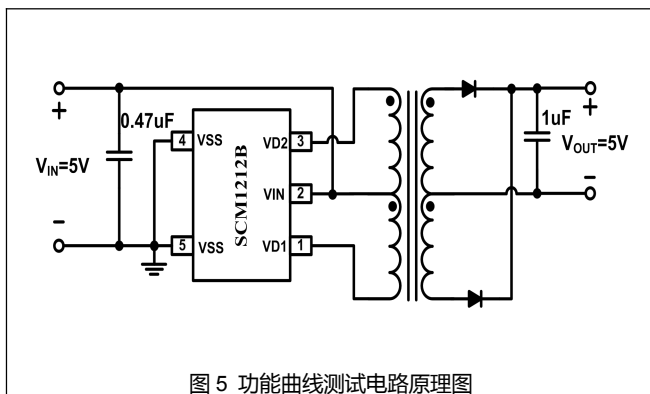 +
0.47uF
V_IN=5V
-
4 VSS
5 VSS
SCM1212B
VD2 3
VIN 2
VD1 1
+
1uF
V_OUT=5V
-
图 5 功能曲线测试电路原理图